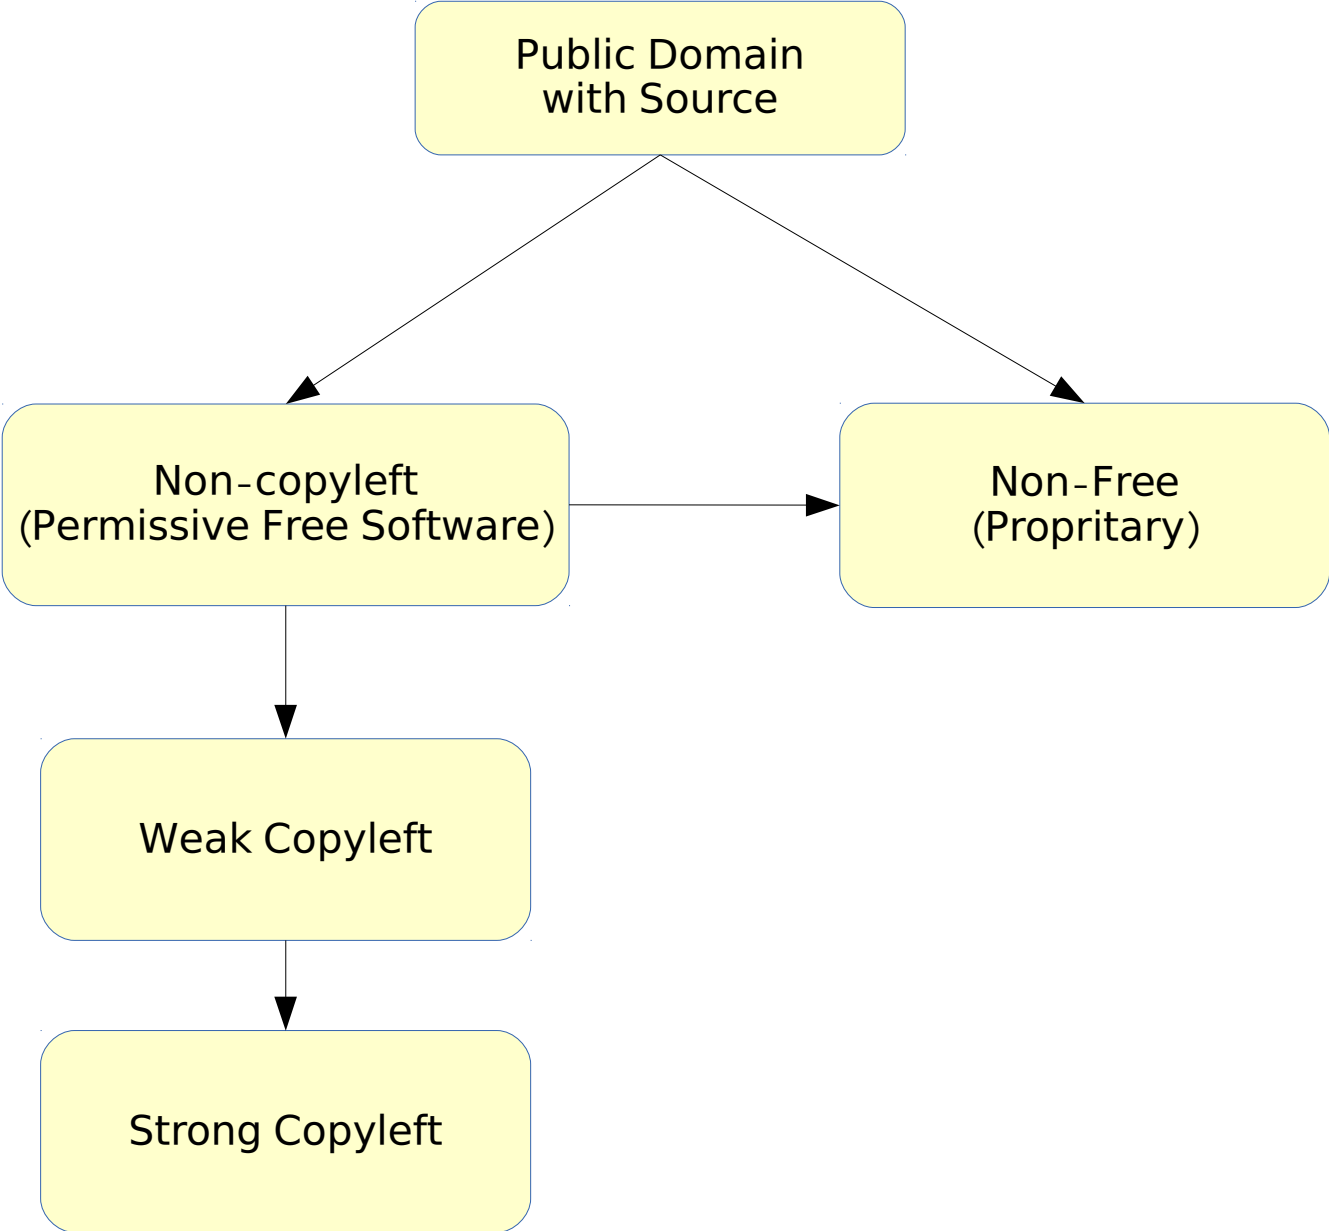 Public Domain
with Source
Non-copyleft
(Permissive Free Software)
Non-Free
(Propritary)
Weak Copyleft
Strong Copyleft